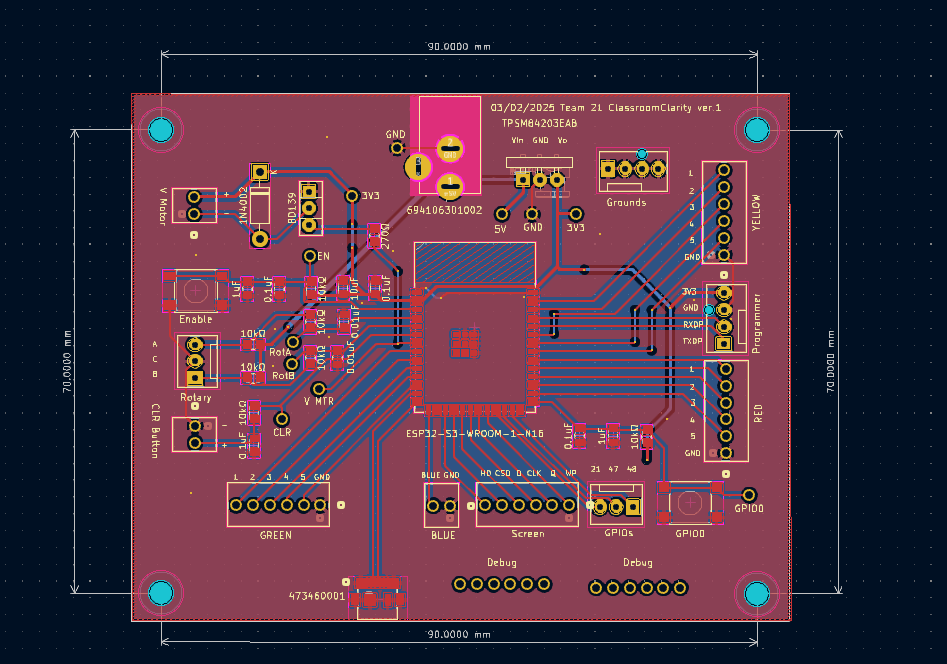 90.0000 mm
03/02/2025 Team 2L ClassroomClarity ver.1
TPSM84203EAB
GND
Vin GND Vo
2
1
694106301002
V Motor
+
-
1N4002
BD139
3V3
270Ω
5V
GND
3V3
Grounds
1
2
3
4
5
GND
YELLOW
EN
Enable
1uF
0.1uF
10kΩ
10uF
0.1uF
10kΩ
0.01uF
10kΩ
0.01uF
3V3
GND
RXDP
TXDP
Programmer
70.0000 mm
70.0000 mm
A
C
B
Rotary
10kΩ
10kΩ
RotA
RotB
V MTR
CLR
CLR Button
-
+
10kΩ
0.1uF
ESP32-S3-WROOM-1-N16
1
2
3
4
5
GND
RED
0.1uF
1uF
10kΩ
1 2 3 4 5 GND
GREEN
BLUE GND
BLUE
HD CSD D CLK Q WP
Screen
21 47 48
GPIOs
GPIO0
GPIO0
Debug
Debug
473460001
90.0000 mm